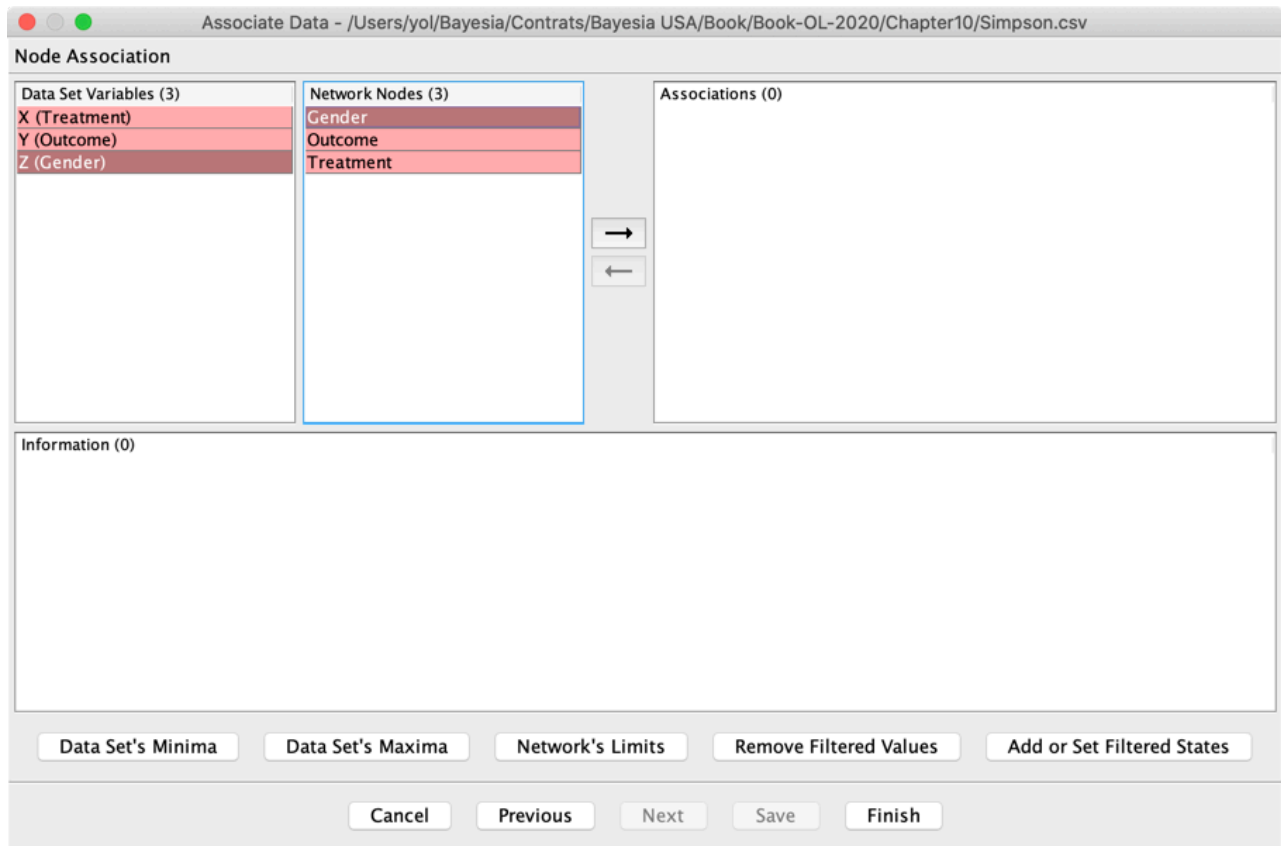 Associate Data - /Users/yol/Bayesia/Contrats/Bayesia USA/Book/Book-OL-2020/Chapter10/Simpson.csv
Node Association
Data Set Variables (3)
X (Treatment)
Y (Outcome)
Z (Gender)
Network Nodes (3)
Gender
Outcome
Treatment
→
←
Associations (0)
Information (0)
Data Set's Minima
Data Set's Maxima
Network's Limits
Remove Filtered Values
Add or Set Filtered States
Cancel
Previous
Next
Save
Finish